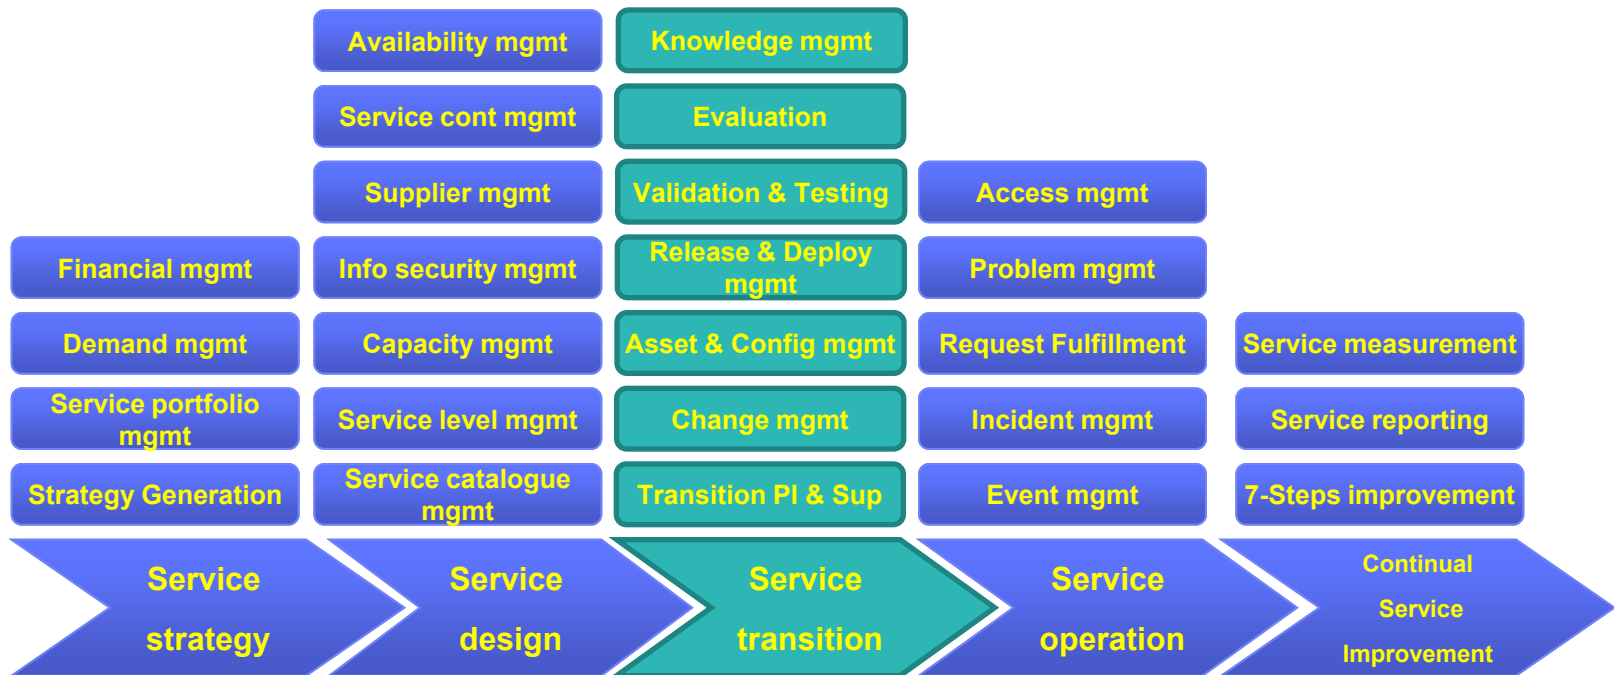 Availability mgmt
Knowledge mgmt
Service cont mgmt
Evaluation
Supplier mgmt
Validation & Testing
Access mgmt
Financial mgmt
Info security mgmt
Release & Deploy
mgmt
Problem mgmt
Demand mgmt
Capacity mgmt
Asset & Config mgmt
Request Fulfillment
Service measurement
Service portfolio
mgmt
Service level mgmt
Change mgmt
Incident mgmt
Service reporting
Strategy Generation
Service catalogue
mgmt
Transition Pl & Sup
Event mgmt
7-Steps improvement
Service
strategy
Service
design
Service
transition
Service
operation
Continual
Service
Improvement